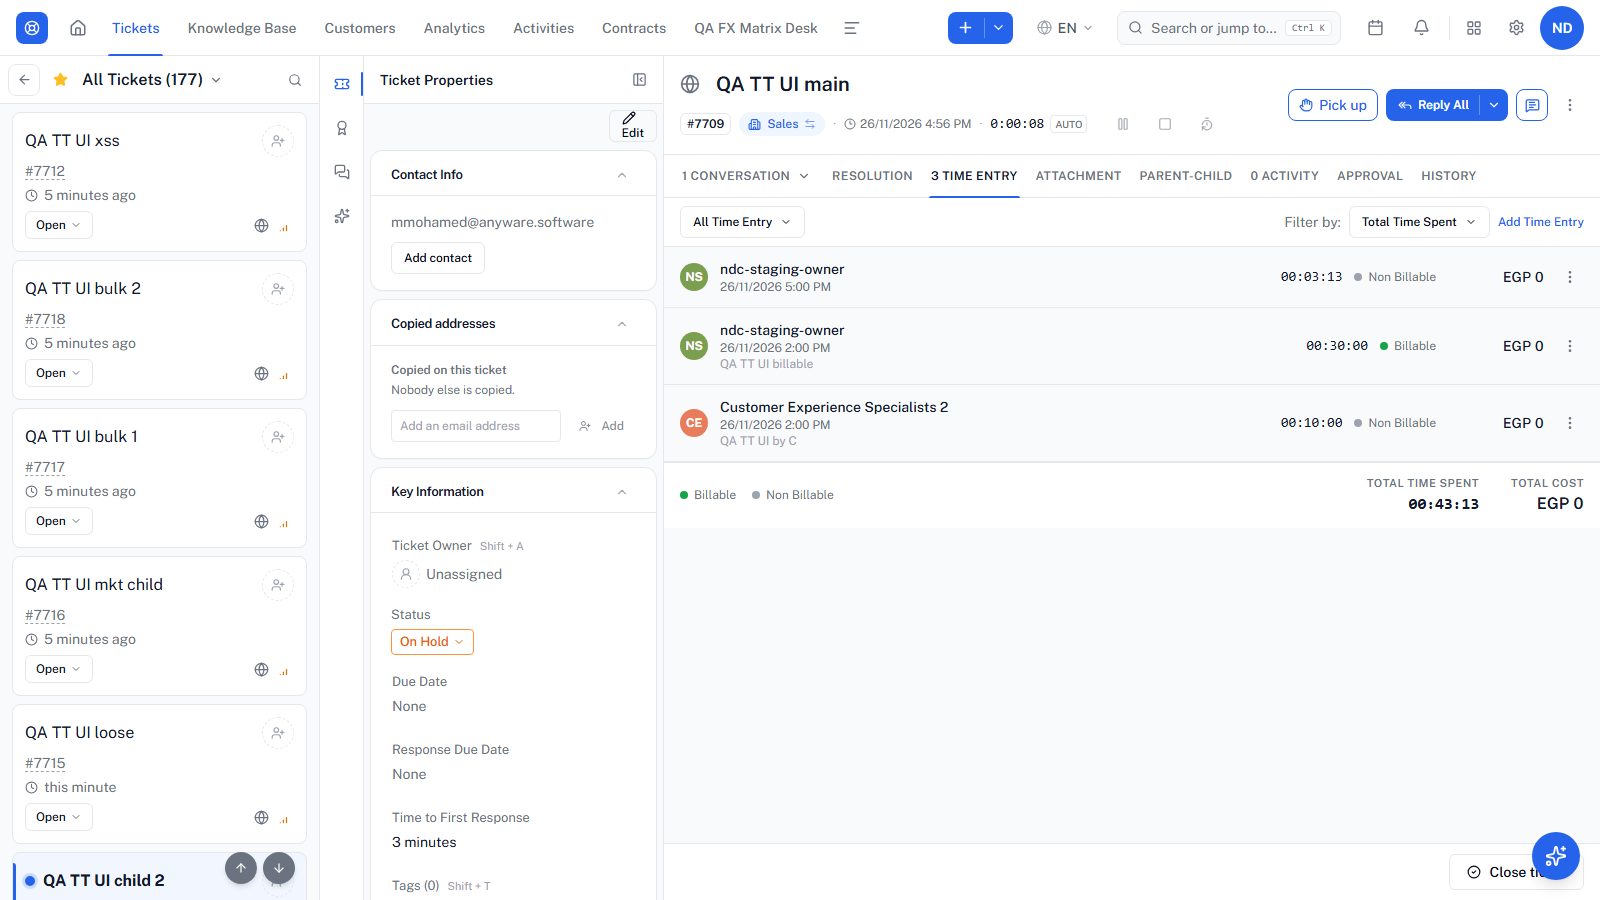 Tickets
Knowledge Base
Customers
Analytics
Activities
Contracts
QA FX Matrix Desk
EN
Search or jump to...
Ctrl K
ND
All Tickets (177)
QA TT UI xss
#7712
5 minutes ago
Open
QA TT UI bulk 2
#7718
5 minutes ago
Open
QA TT UI bulk 1
#7717
5 minutes ago
Open
QA TT UI mkt child
#7716
5 minutes ago
Open
QA TT UI loose
#7715
this minute
Open
QA TT UI child 2
Ticket Properties
Edit
Contact Info
mmohamed@anyware.software
Add contact
Copied addresses
Copied on this ticket
Nobody else is copied.
Add an email address
Add
Key Information
Ticket Owner Shift + A
Unassigned
Status
On Hold
Due Date
None
Response Due Date
None
Time to First Response
3 minutes
Tags (0) Shift + T
QA TT UI main
#7709
Sales
· 26/11/2026 4:56 PM · 0:00:08 AUTO
Pick up
Reply All
1 CONVERSATION
RESOLUTION
3 TIME ENTRY
ATTACHMENT
PARENT-CHILD
0 ACTIVITY
APPROVAL
HISTORY
All Time Entry
Filter by:
Total Time Spent
Add Time Entry
NS
ndc-staging-owner
26/11/2026 5:00 PM
00:03:13
Non Billable
EGP 0
NS
ndc-staging-owner
26/11/2026 2:00 PM
QA TT UI billable
00:30:00
Billable
EGP 0
CE
Customer Experience Specialists 2
26/11/2026 2:00 PM
QA TT UI by C
00:10:00
Non Billable
EGP 0
Billable
Non Billable
TOTAL TIME SPENT
00:43:13
TOTAL COST
EGP 0
Close